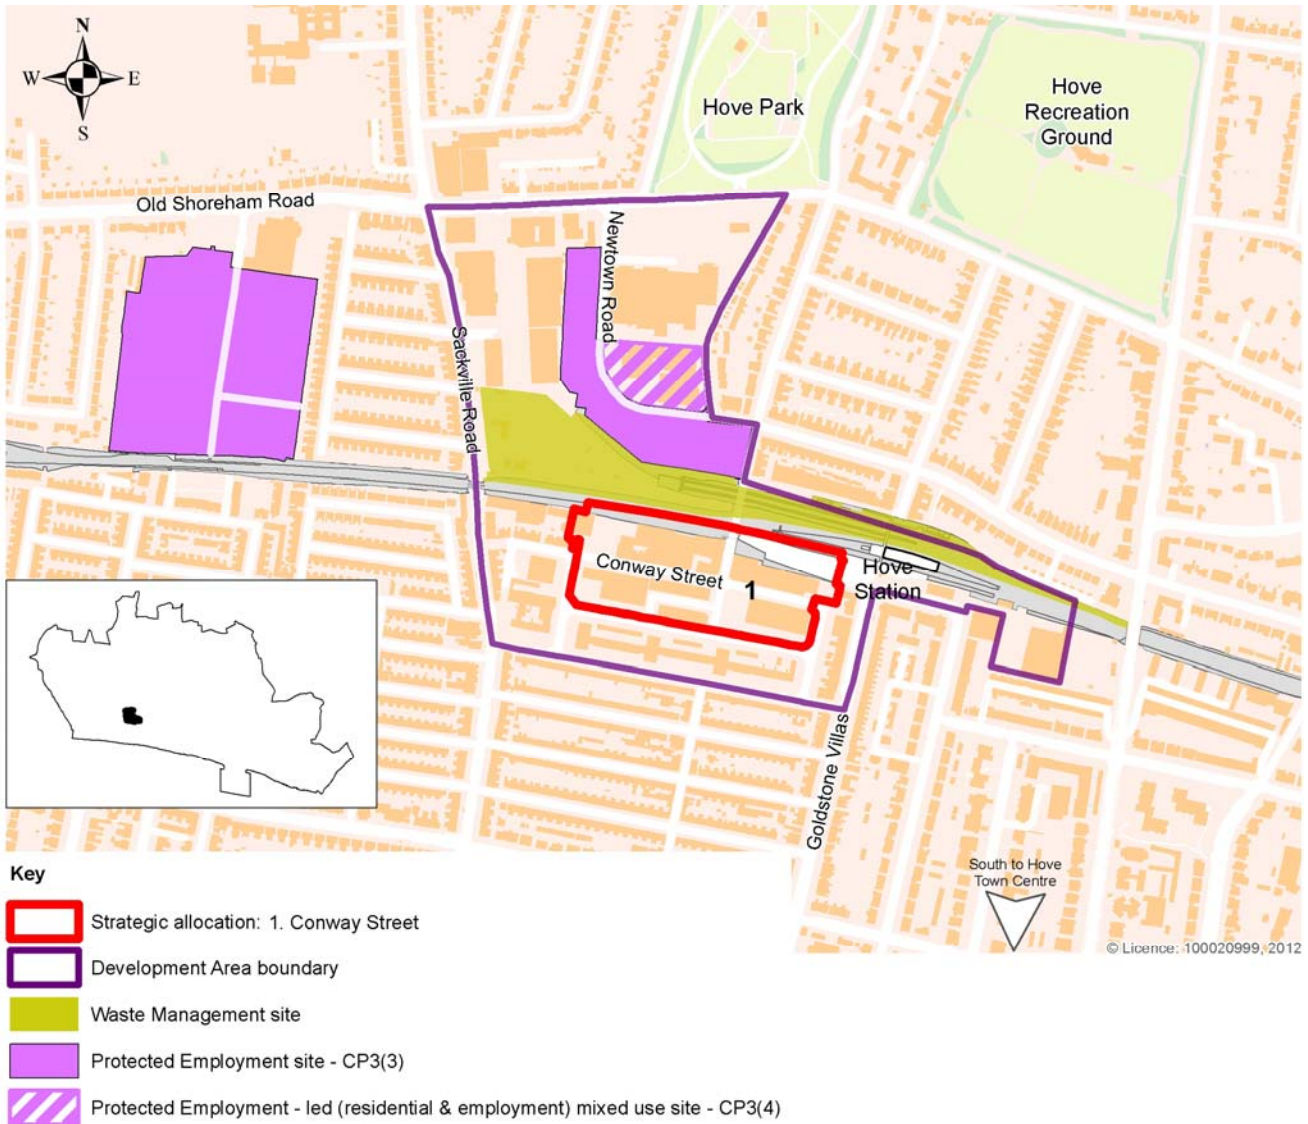 N
W E
S
Hove Park
Hove
Recreation
Ground
Old Shoreham Road
Newtown Road
Sackville Road
Conway Street
1
Hove
Station
Goldstone Villas
South to Hove
Town Centre
© Licence: 100020999, 2012
Key
Strategic allocation: 1. Conway Street
Development Area boundary
Waste Management site
Protected Employment site - CP3(3)
Protected Employment - led (residential & employment) mixed use site - CP3(4)